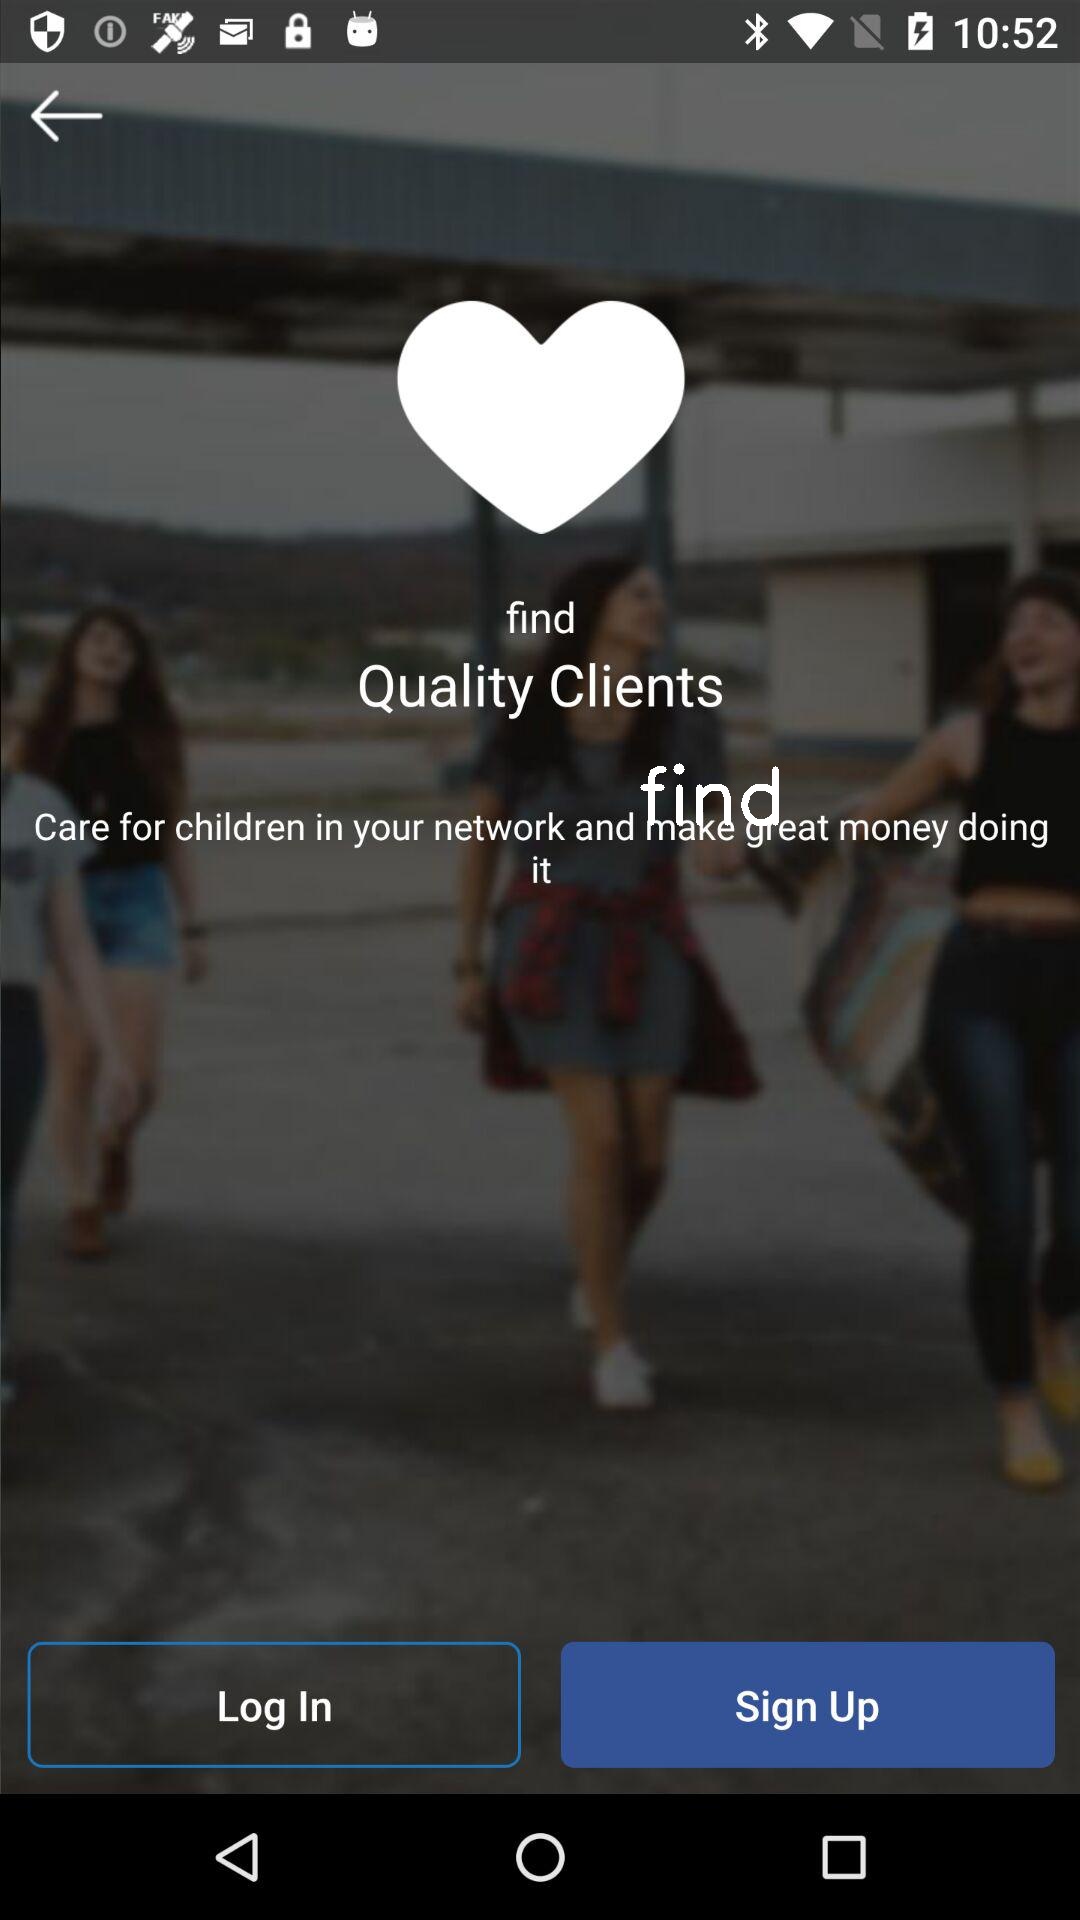 FAKE
10:52
find
Quality Clients
find
Care for children in your network and make great money doing
it
Log In
Sign Up